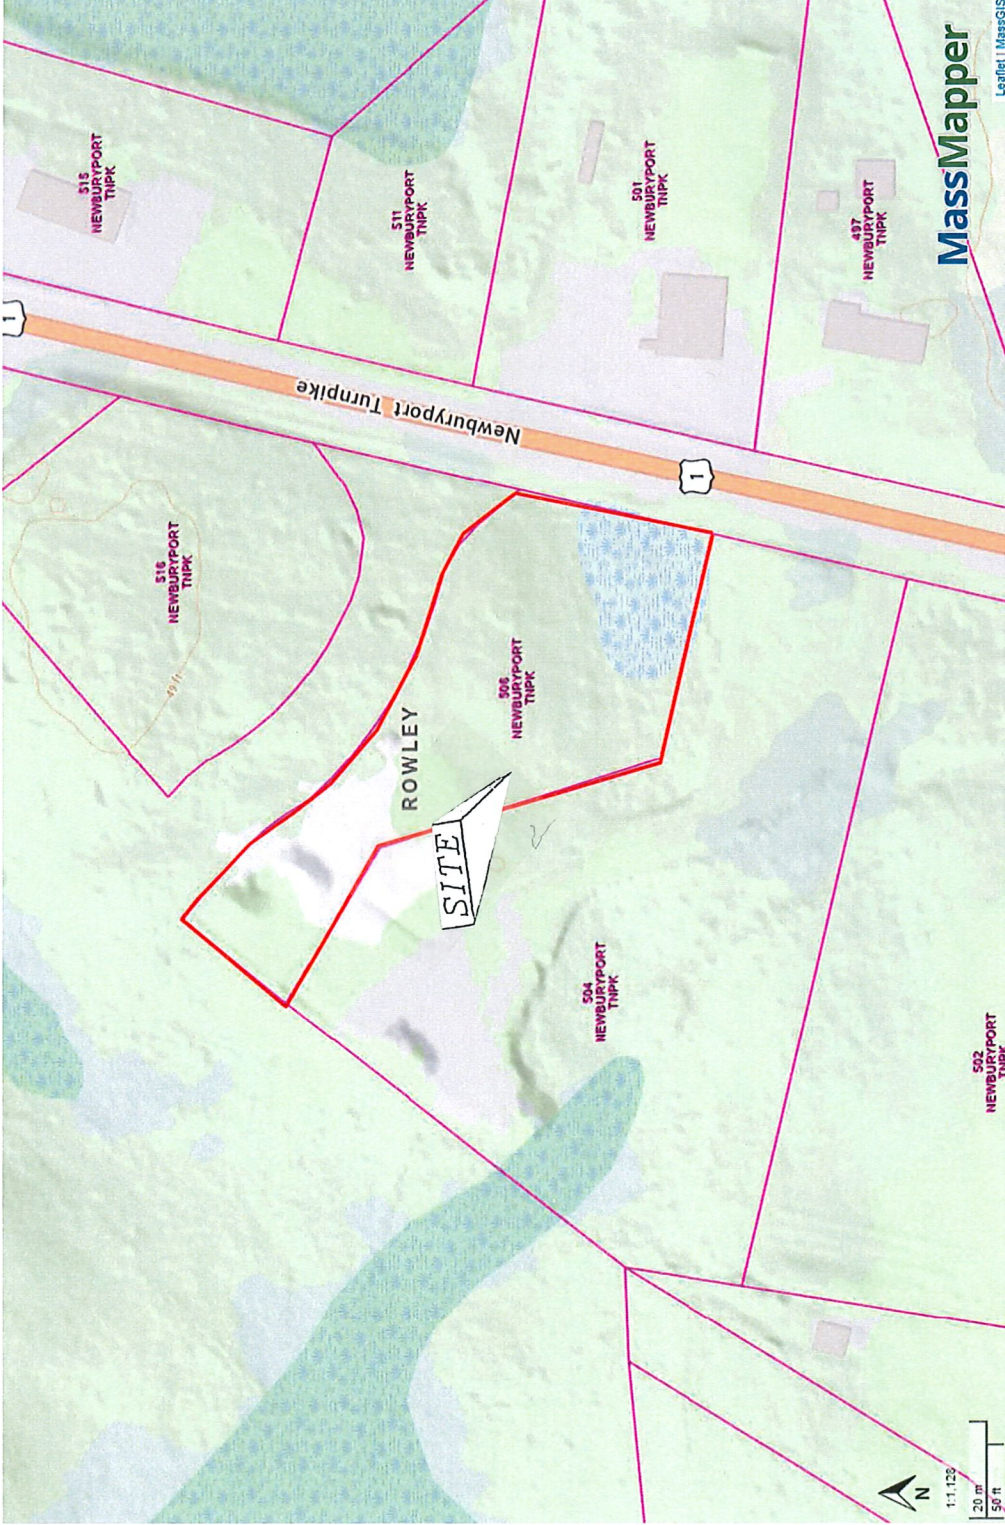 515
NEWBURYPORT
TNPK
511
NEWBURYPORT
TNPK
501
NEWBURYPORT
TNPK
497
NEWBURYPORT
TNPK
MassMapper
Leaflet | MassGIS
1
Newburyport Turnpike
1
516
NEWBURYPORT
TNPK
49 ft
ROWLEY
506
NEWBURYPORT
TNPK
SITE
504
NEWBURYPORT
TNPK
502
NEWBURYPORT
TNPK
N
1:1,128
20 m
50 ft